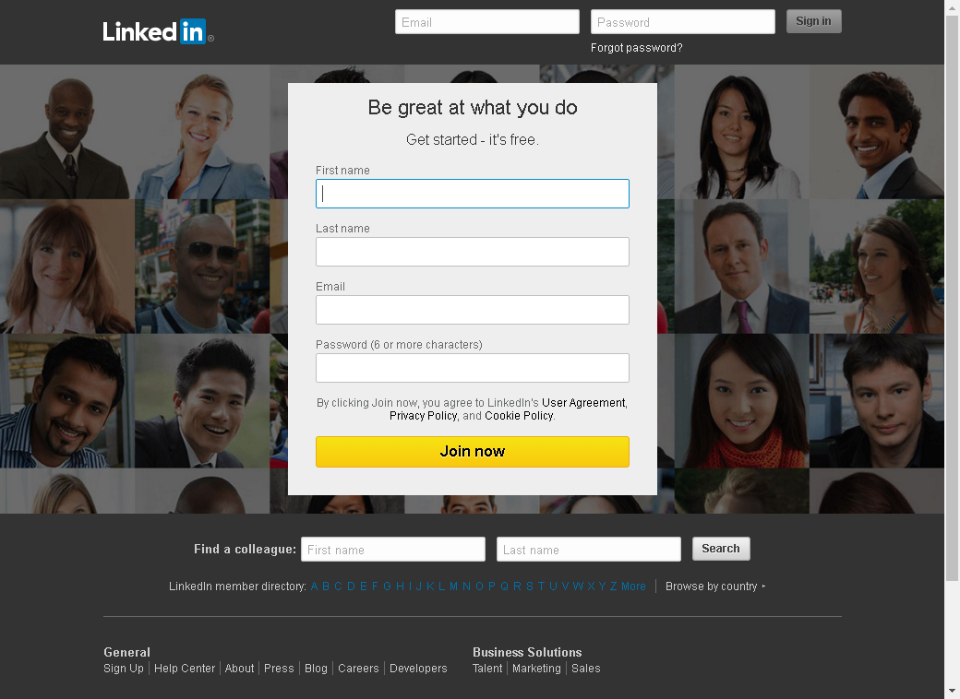 LinkedIn®
Email
Password
Sign in
Forgot password?
Be great at what you do
Get started - it's free.
First name
Last name
Email
Password (6 or more characters)
By clicking Join now, you agree to LinkedIn's User Agreement,
Privacy Policy, and Cookie Policy.
Join now
Find a colleague: First name Last name Search
LinkedIn member directory: A B C D E F G H I J K L M N O P Q R S T U V W X Y Z More | Browse by country ▸
General
Sign Up | Help Center | About | Press | Blog | Careers | Developers
Business Solutions
Talent | Marketing | Sales